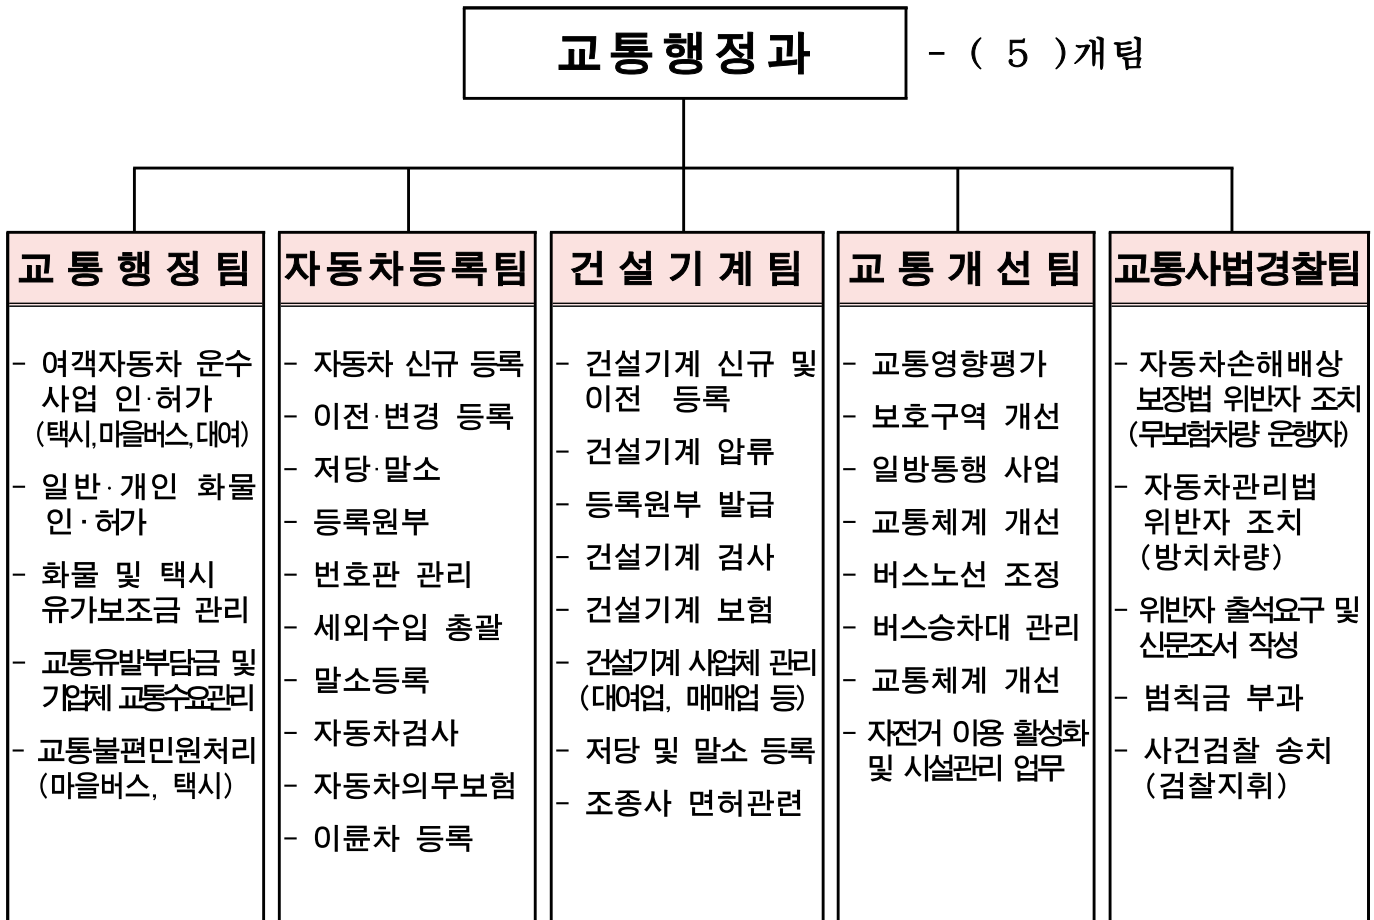 교통행정과
- ( 5 )개팀
교통행정팀
- 여객자동차 운수
사업 인·허가
(택시,마을버스,대여)
- 일반·개인 화물
인·허가
- 화물 및 택시
유가보조금 관리
- 교통유발부담금 및
기업체 교통수요관리
- 교통불편민원처리
(마을버스, 택시)
자동차등록팀
- 자동차 신규 등록
- 이전·변경 등록
- 저당·말소
- 등록원부
- 번호판 관리
- 세외수입 총괄
- 말소등록
- 자동차검사
- 자동차의무보험
- 이륜차 등록
건설기계팀
- 건설기계 신규 및
이전 등록
- 건설기계 압류
- 등록원부 발급
- 건설기계 검사
- 건설기계 보험
- 건설기계 사업체 관리
(대여업, 매매업 등)
- 저당 및 말소 등록
- 조종사 면허관련
교통개선팀
- 교통영향평가
- 보호구역 개선
- 일방통행 사업
- 교통체계 개선
- 버스노선 조정
- 버스승차대 관리
- 교통체계 개선
- 자전거 이용 활성화
및 시설관리 업무
교통사법경찰팀
- 자동차손해배상
보장법 위반자 조치
(무보험차량 운행자)
- 자동차관리법
위반자 조치
(방치차량)
- 위반자 출석요구 및
신문조서 작성
- 범칙금 부과
- 사건검찰 송치
(검찰지휘)